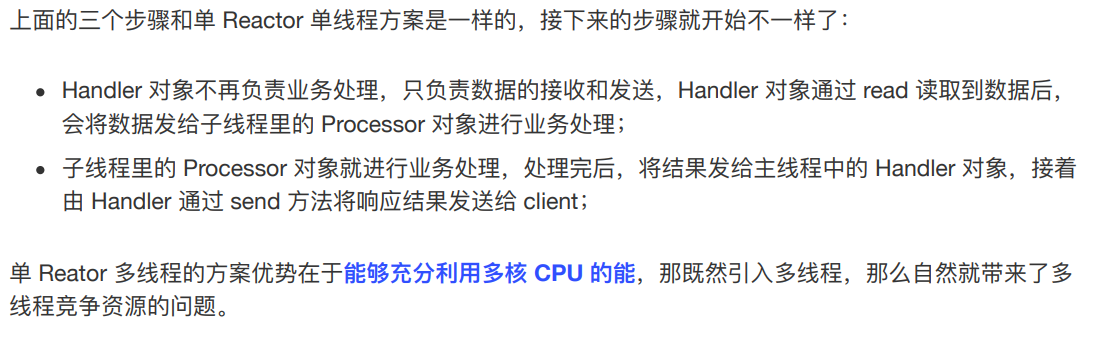 上面的三个步骤和单 Reactor 单线程方案是一样的，接下来的步骤就开始不一样了：
Handler 对象不再负责业务处理，只负责数据的接收和发送，Handler 对象通过 read 读取到数据后，
会将数据发给子线程里的 Processor 对象进行业务处理；
子线程里的 Processor 对象就进行业务处理，处理完后，将结果发给主线程中的 Handler 对象，接着
由 Handler 通过 send 方法将响应结果发送给 client；
单 Reator 多线程的方案优势在于能够充分利用多核 CPU 的能，那既然引入多线程，那么自然就带来了多
线程竞争资源的问题。